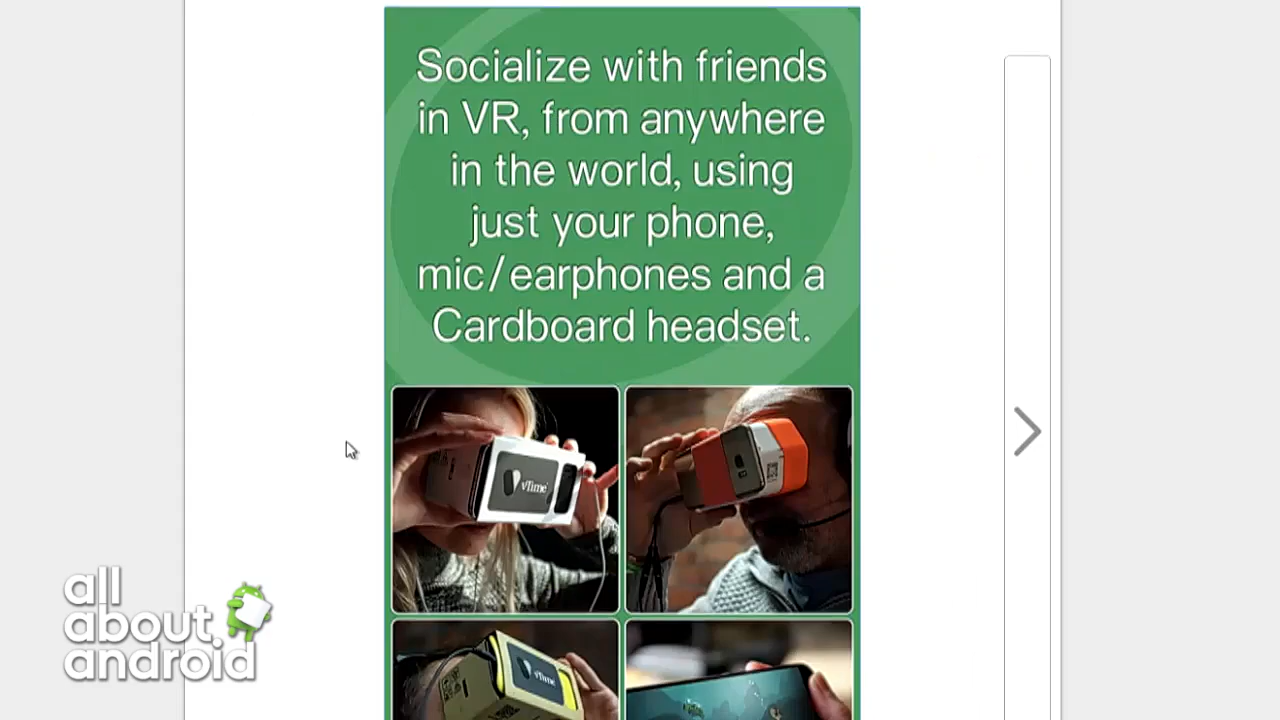 Socialize with friends
in VR, from anywhere
in the world, using
just your phone,
mic/earphones and a
Cardboard headset.
vTime
vTime
all
about
android